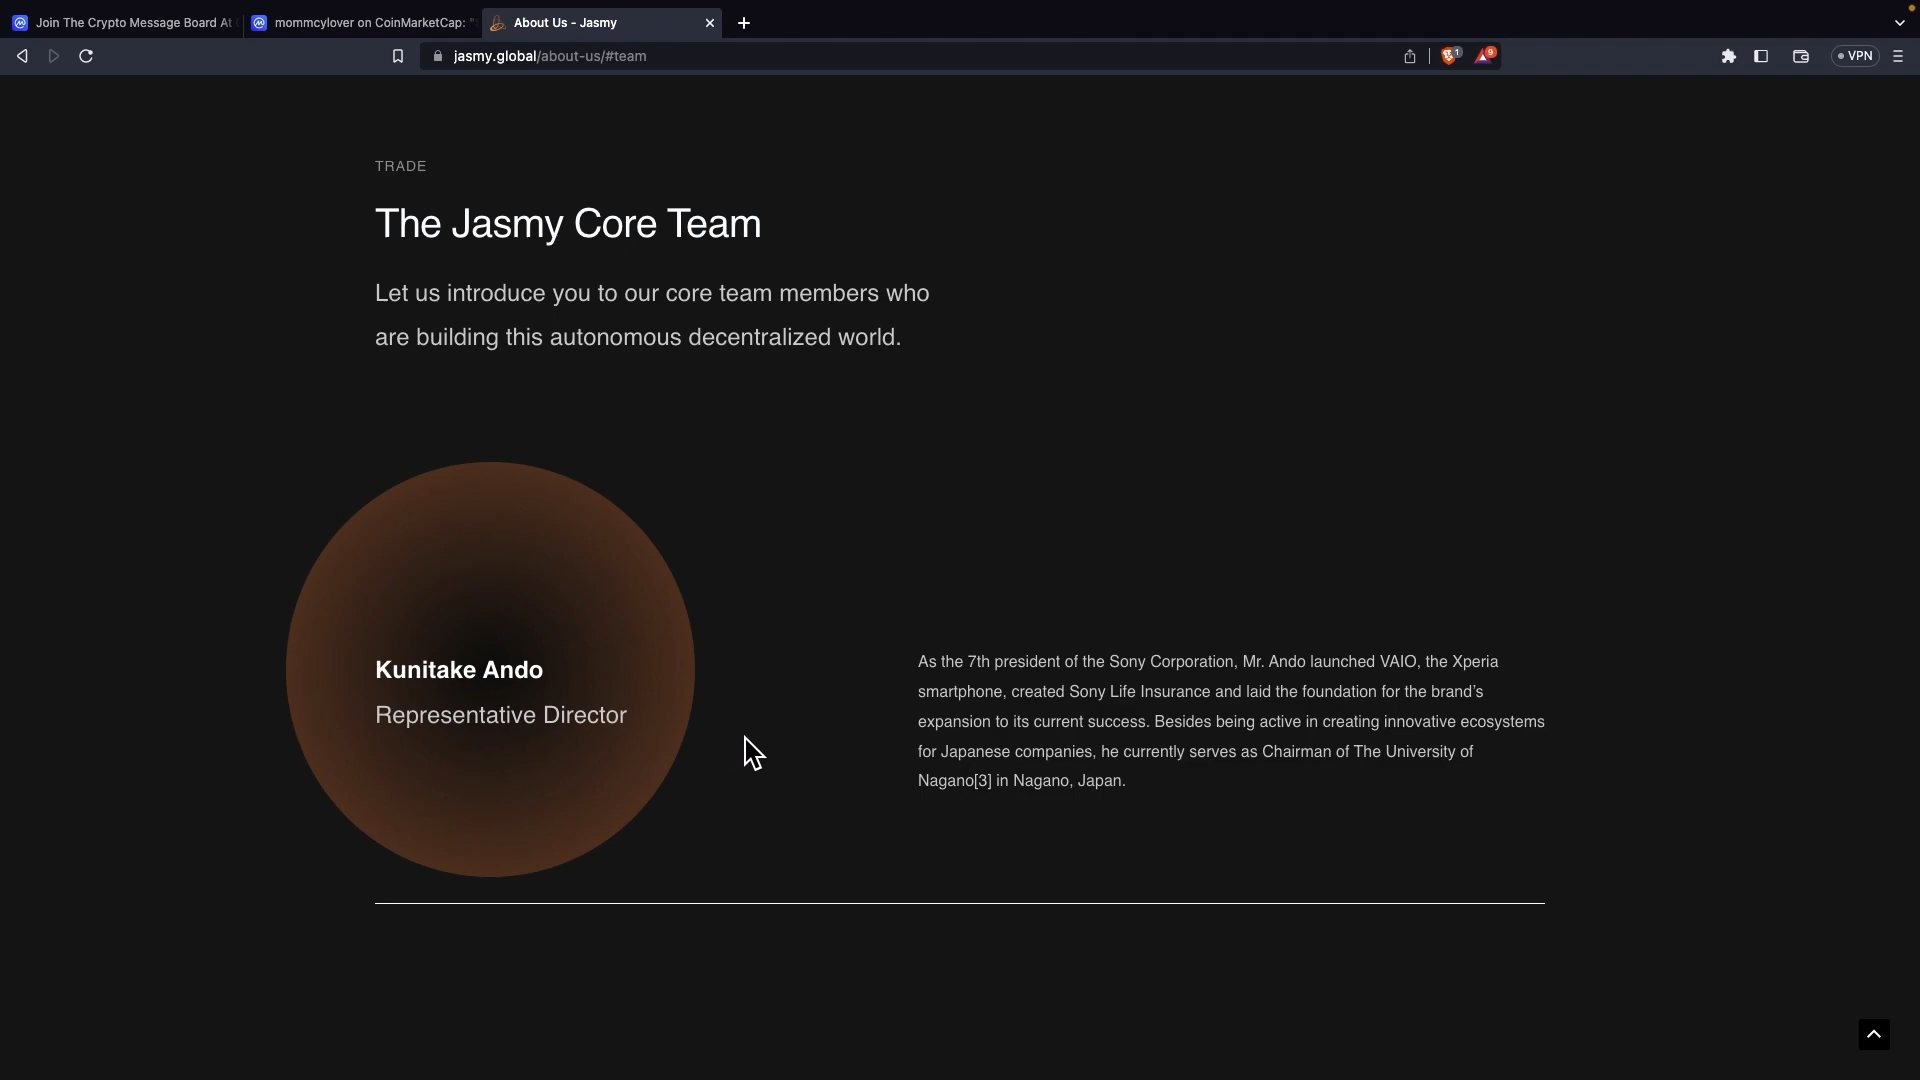 Join The Crypto Message Board At
mommcylover on CoinMarketCap: "
About Us - Jasmy
jasmy.global/about-us/#team
1
9
VPN
TRADE
The Jasmy Core Team
Let us introduce you to our core team members who
are building this autonomous decentralized world.
Kunitake Ando
Representative Director
As the 7th president of the Sony Corporation, Mr. Ando launched VAIO, the Xperia
smartphone, created Sony Life Insurance and laid the foundation for the brand’s
expansion to its current success. Besides being active in creating innovative ecosystems
for Japanese companies, he currently serves as Chairman of The University of
Nagano[3] in Nagano, Japan.